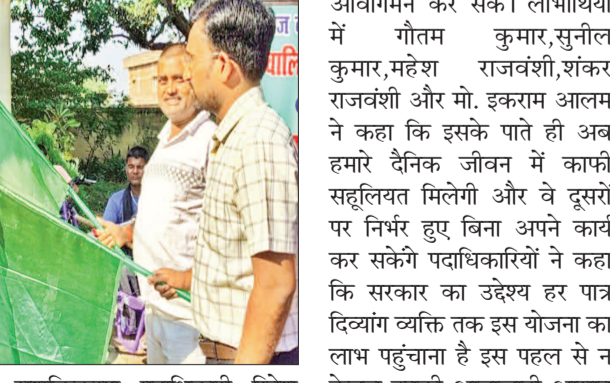 आवागमन कर सकें। लाभार्थियों
में गौतम कुमार,सुनील
कुमार,महेश राजवंशी,शंकर
राजवंशी और मो. इकराम आलम
ने कहा कि इसके पाते ही अब
हमारे दैनिक जीवन में काफी
सहूलियत मिलेगी और वे दूसरो
पर निर्भर हुए बिना अपने कार्य
कर सकेंगे पदाधिकारियों ने कहा
कि सरकार का उद्देश्य हर पात्र
दिव्यांग व्यक्ति तक इस योजना का
लाभ पहुंचाना है इस पहल से न